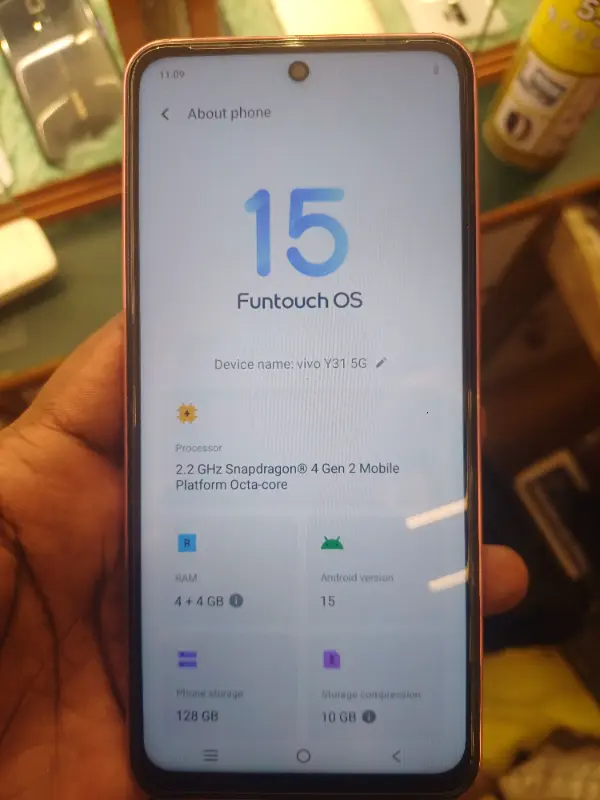 11.09
About phone
15
Funtouch OS
Device name: vivo Y31 5G
Processor
2.2 GHz Snapdragon® 4 Gen 2 Mobile
Platform Octa-core
R
RAM
4 + 4 GB
Android version
15
Phone storage
128 GB
Storage compression
10 GB